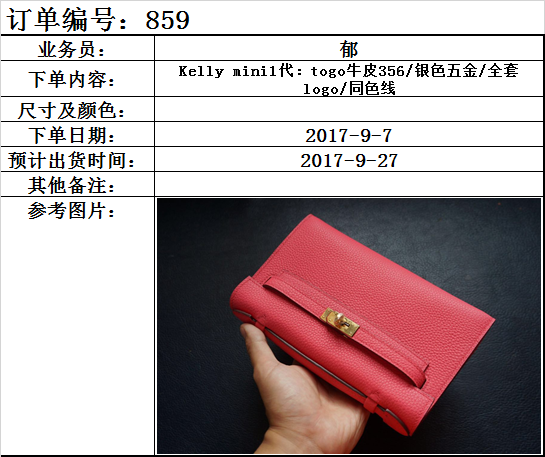 订单编号：859
业务员： 郁
下单内容： Kelly mini1代：togo牛皮356/银色五金/全套
logo/同色线
尺寸及颜色：
下单日期： 2017-9-7
预计出货时间： 2017-9-27
其他备注：
参考图片：